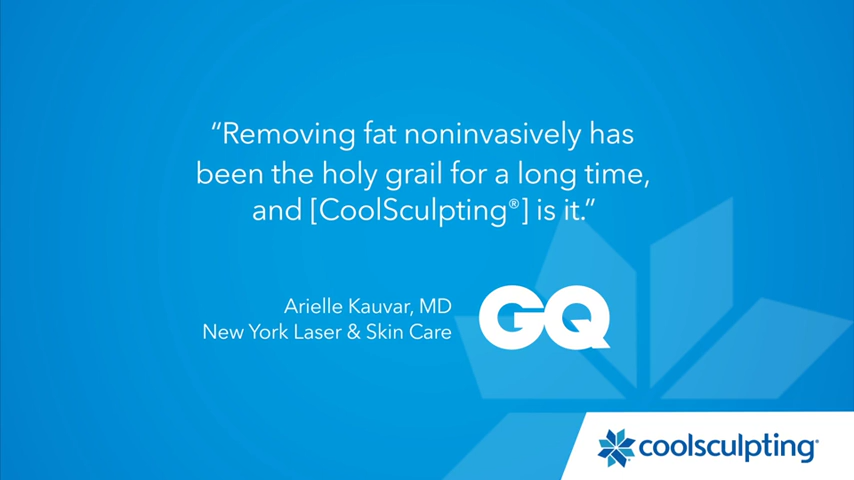 “Removing fat noninvasively has
been the holy grail for a long time,
and [CoolSculpting®] is it.”
Arielle Kauvar, MD
New York Laser & Skin Care
GQ
coolsculpting®